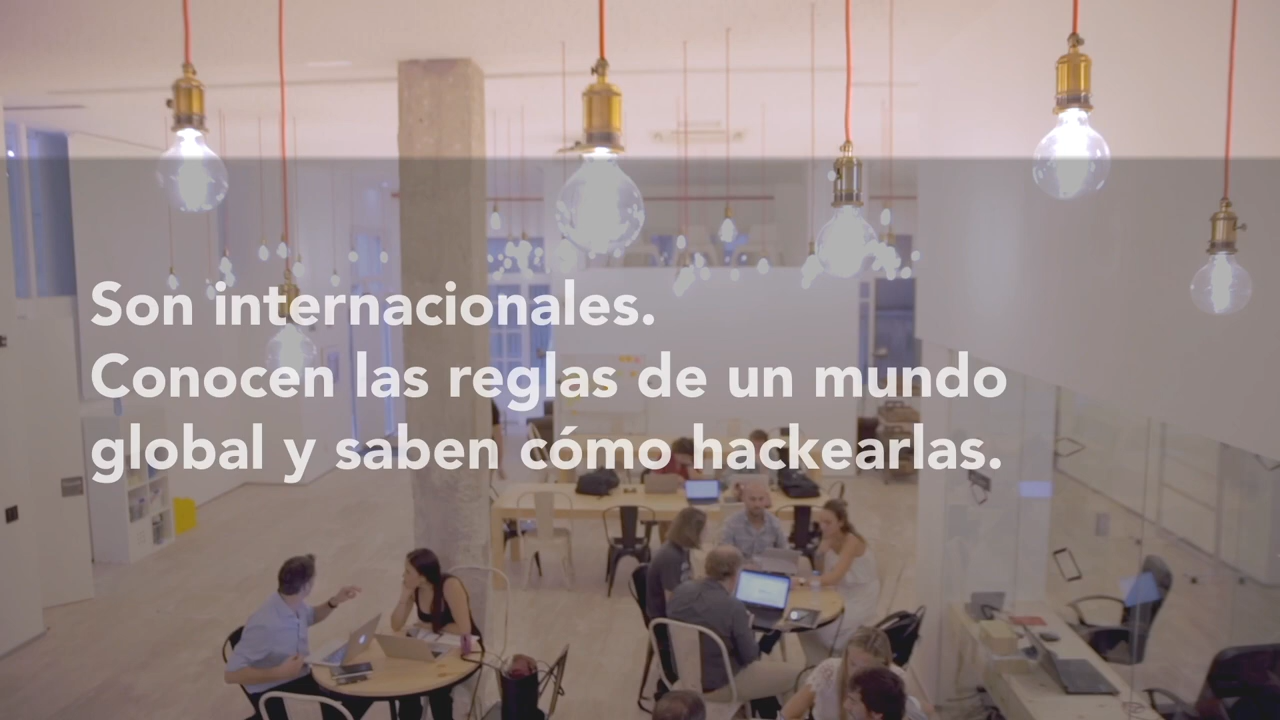 Son internacionales.
Conocen las reglas de un mundo
global y saben cómo hackearlas.